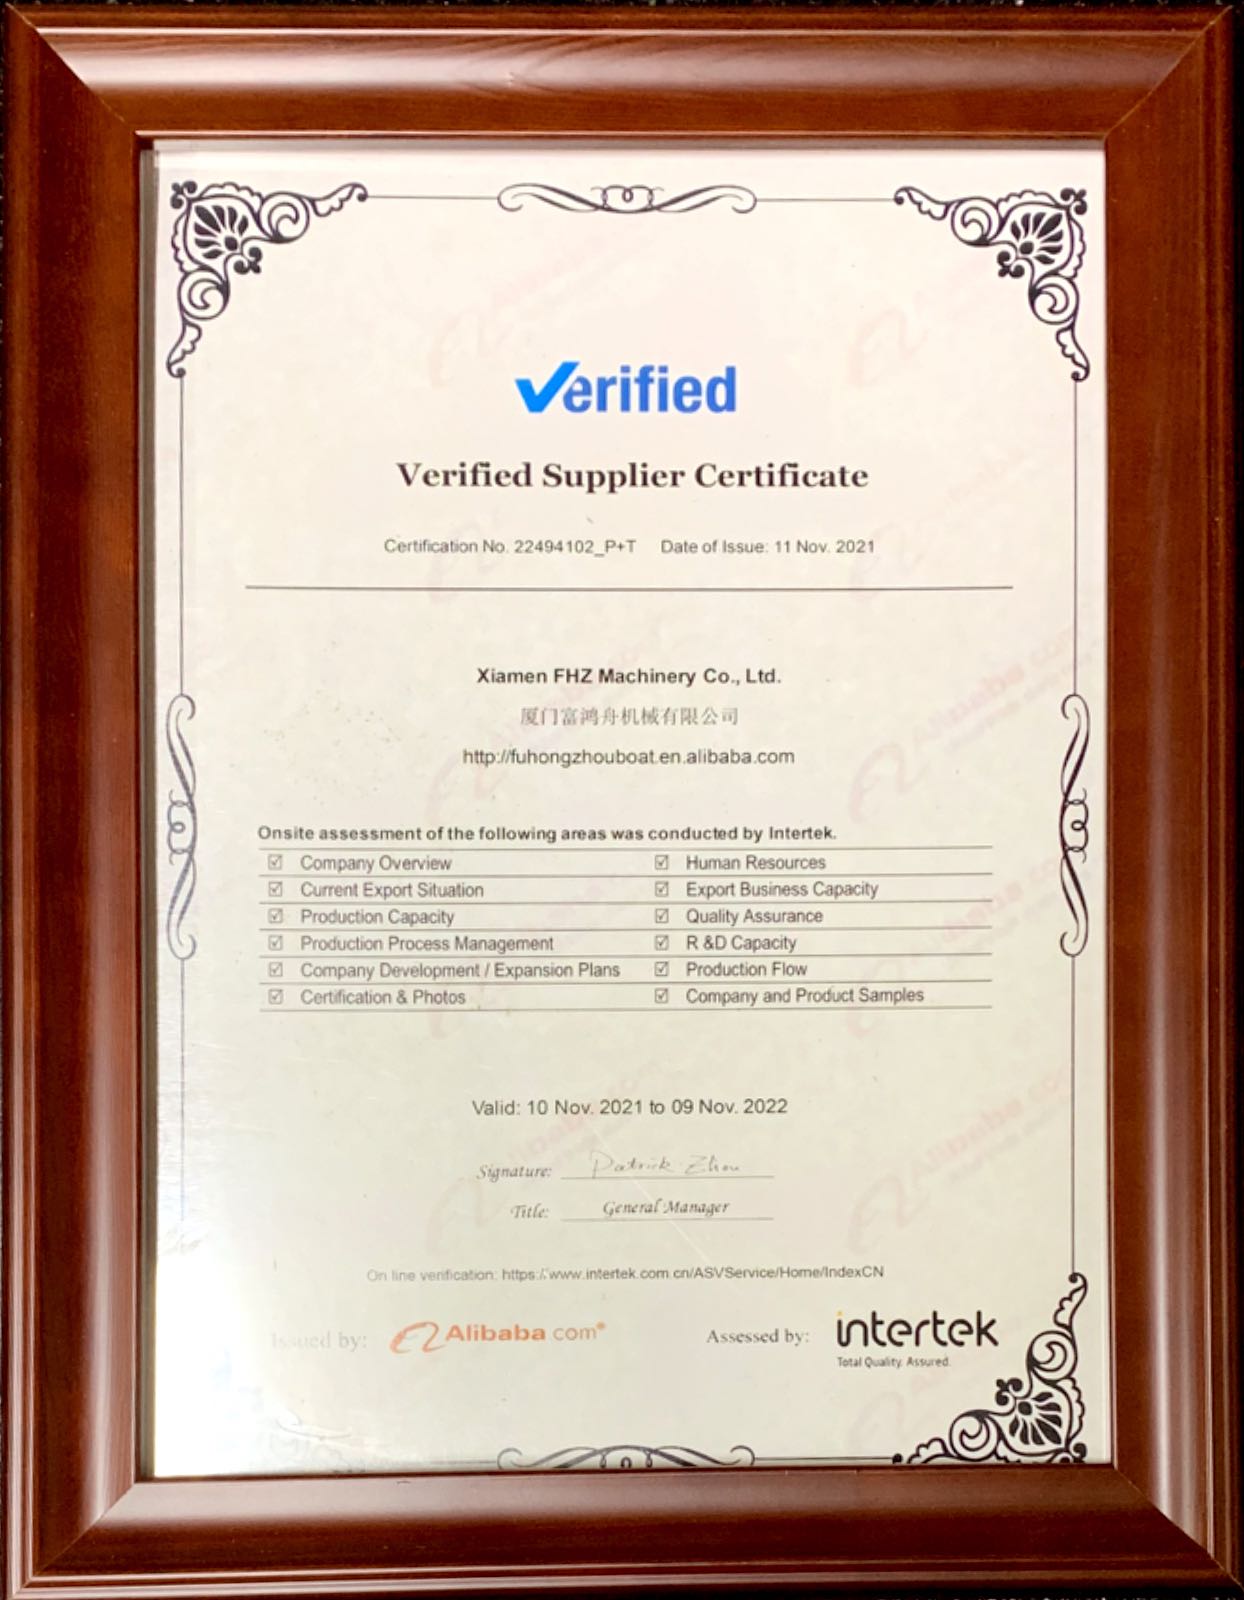 Verified
Verified Supplier Certificate
Certification No. 22494102_P+T Date of Issue: 11 Nov. 2021
Xiamen FHZ Machinery Co., Ltd.
厦门富鸿舟机械有限公司
http://fuhongzhouboat.en.alibaba.com
Onsite assessment of the following areas was conducted by Intertek.
☑ Company Overview ☑ Human Resources
☑ Current Export Situation ☑ Export Business Capacity
☑ Production Capacity ☑ Quality Assurance
☑ Production Process Management ☑ R &D Capacity
☑ Company Development / Expansion Plans ☑ Production Flow
☑ Certification & Photos ☑ Company and Product Samples
Valid: 10 Nov. 2021 to 09 Nov. 2022
Signature: Patrick Zhou
Title: General Manager
On line verification: https://www.intertek.com.cn/ASVService/Home/IndexCN
Issued by: Alibaba.com® Assessed by: intertek
Total Quality. Assured.